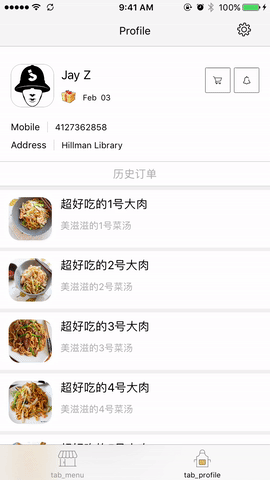 9:41 AM
100%
Profile
Jay Z
Feb 03
Mobile 4127362858
Address Hillman Library
历史订单
超好吃的1号大肉
美滋滋的1号菜汤
超好吃的2号大肉
美滋滋的2号菜汤
超好吃的3号大肉
美滋滋的3号菜汤
超好吃的4号大肉
美滋滋的4号菜汤
tab_menu
tab_profile